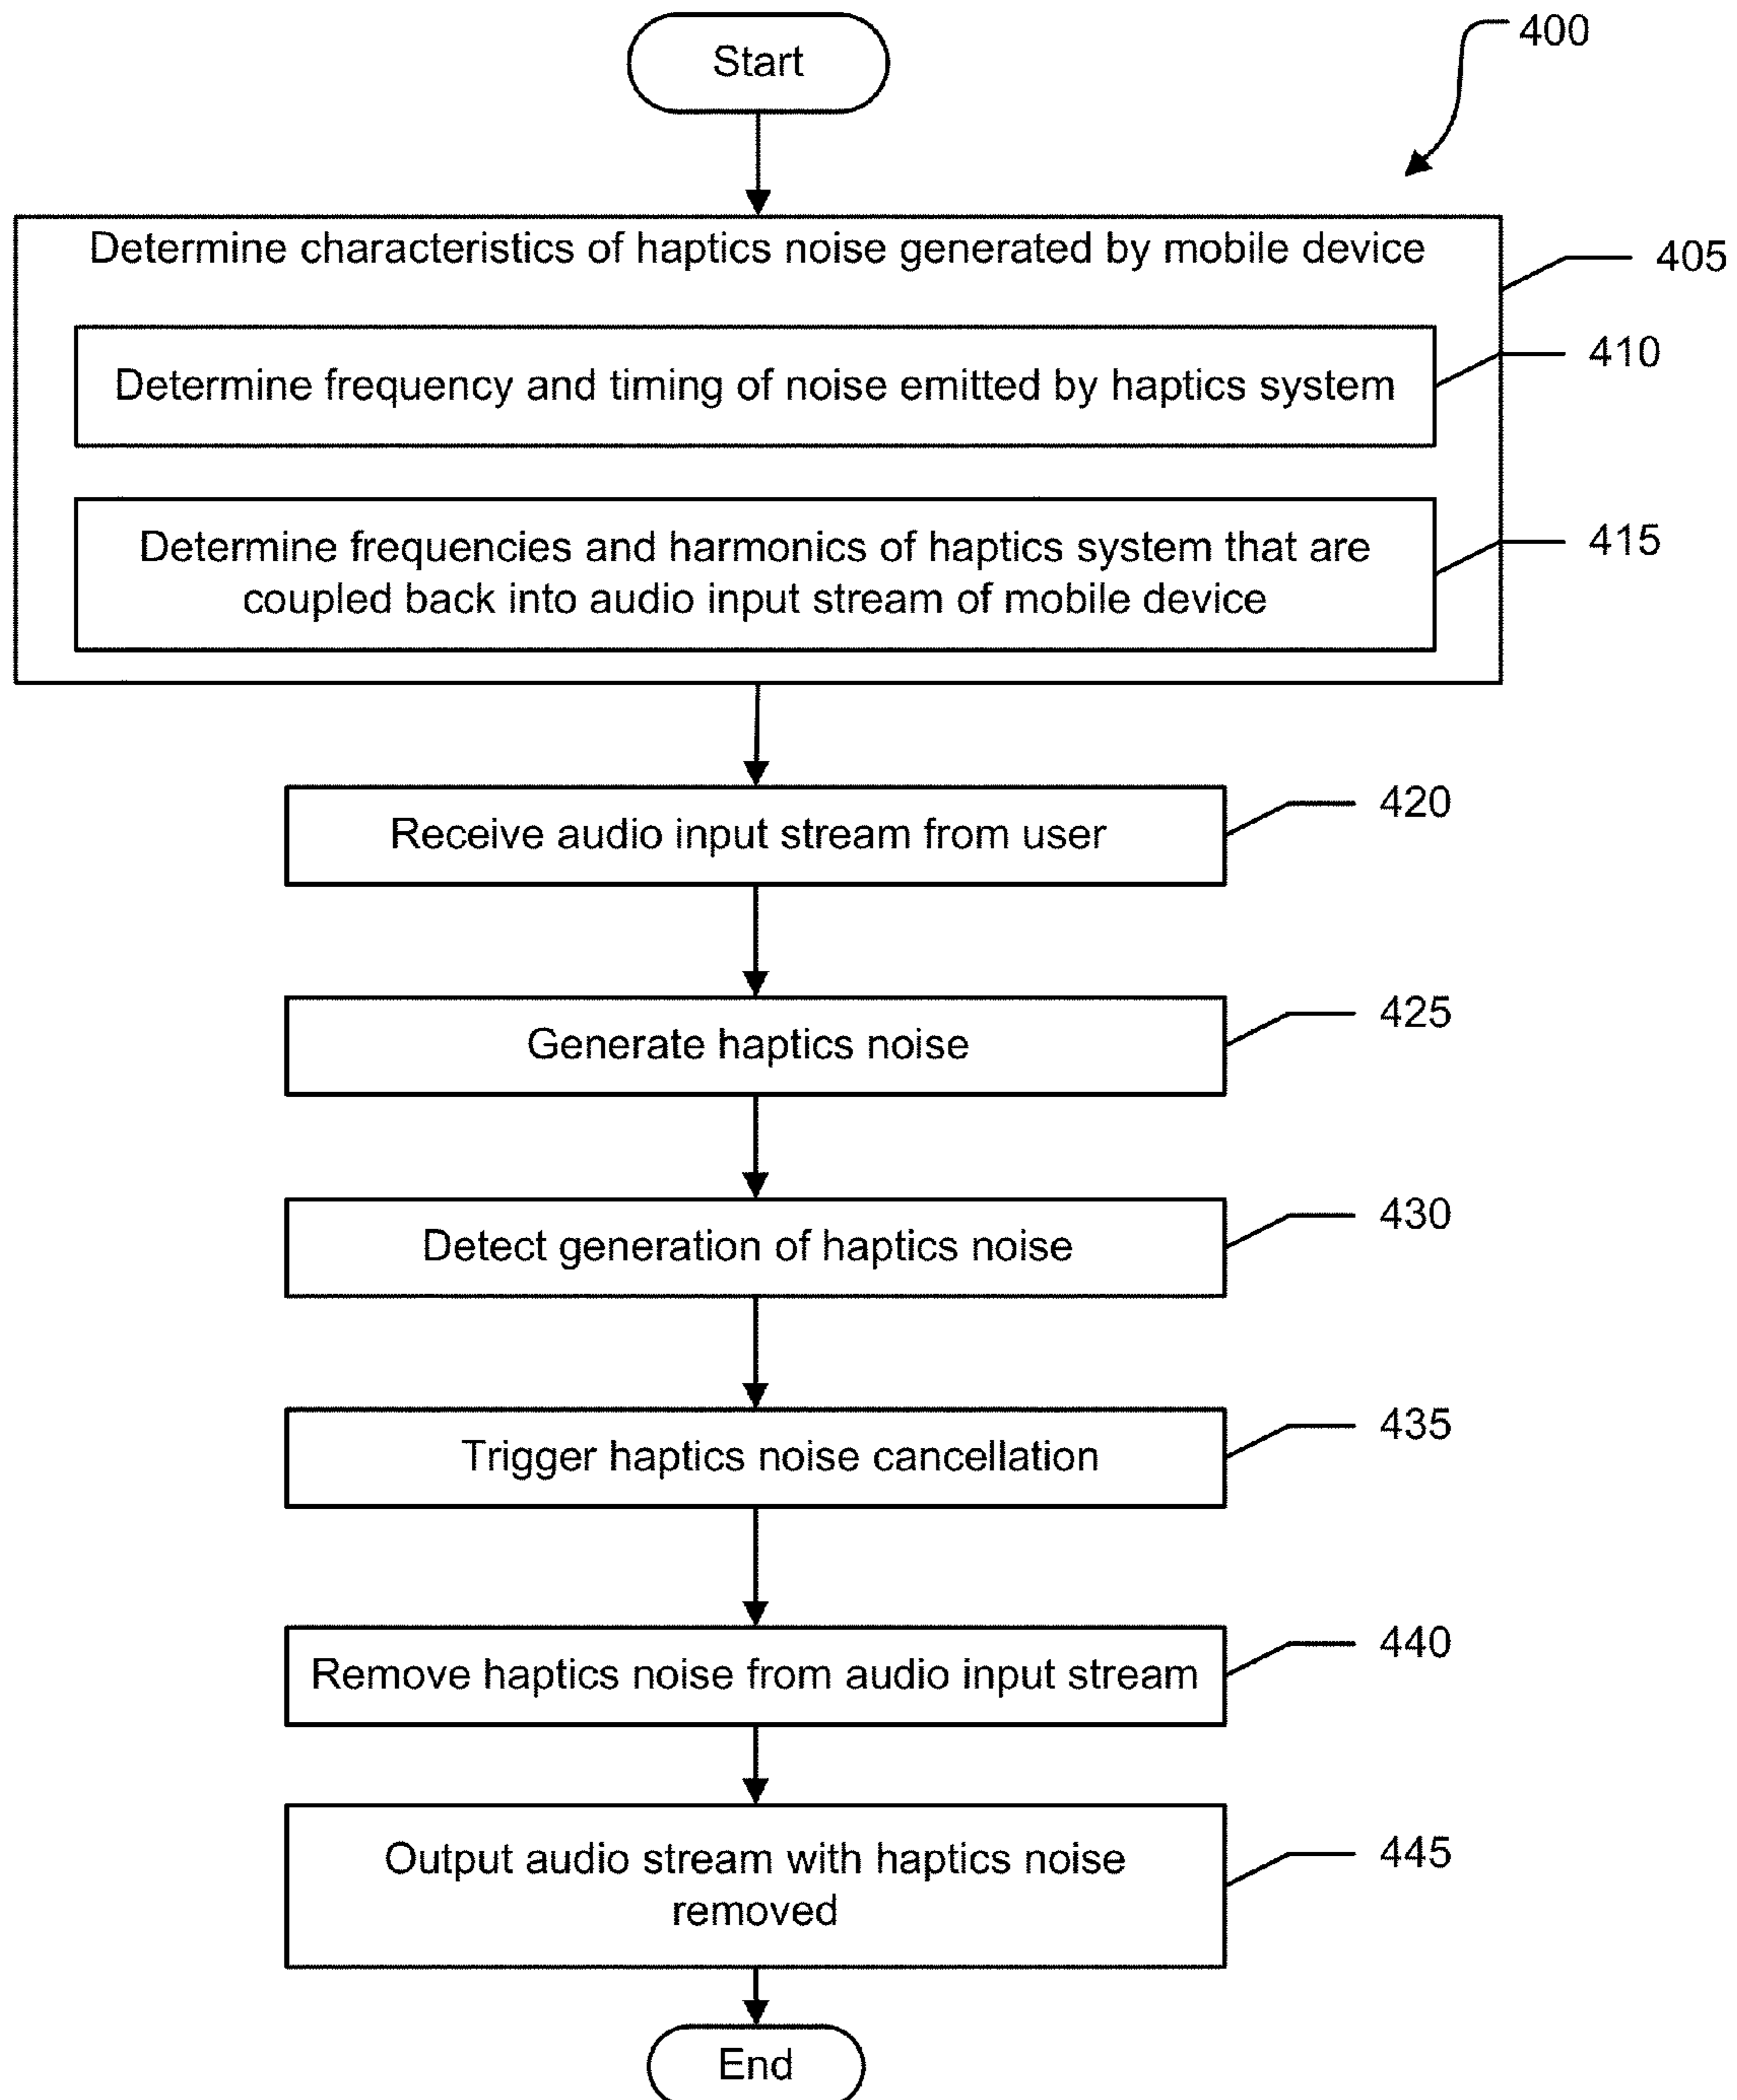 Start
400
Determine characteristics of haptics noise generated by mobile device
405
Determine frequency and timing of noise emitted by haptics system
410
Determine frequencies and harmonics of haptics system that are
coupled back into audio input stream of mobile device
415
Receive audio input stream from user
420
Generate haptics noise
425
Detect generation of haptics noise
430
Trigger haptics noise cancellation
435
Remove haptics noise from audio input stream
440
Output audio stream with haptics noise
removed
445
End